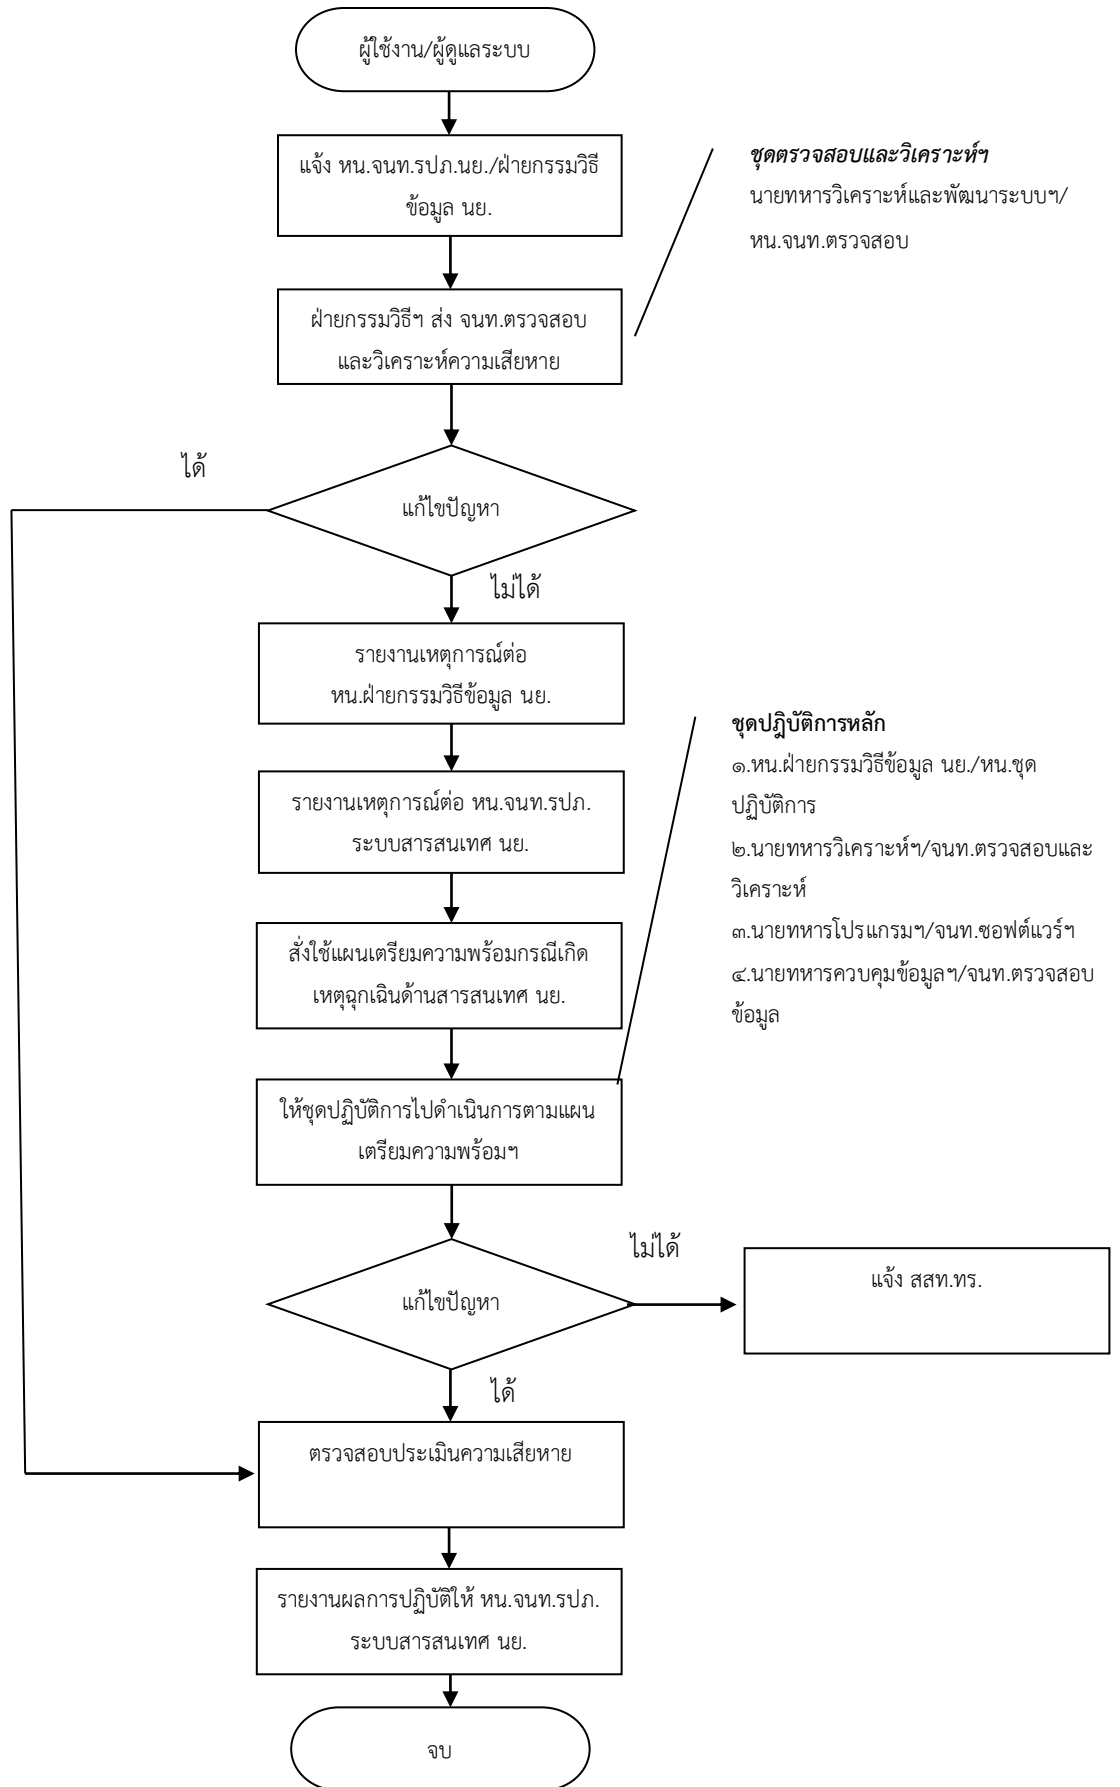 ผู้ใช้งาน/ผู้ดูแลระบบ
แจ้ง หน.จนท.รปภ.นย./ฝ่ายกรรมวิธี
ข้อมูล นย.
ชุดตรวจสอบและวิเคราะห์ฯ
นายทหารวิเคราะห์และพัฒนาระบบฯ/
หน.จนท.ตรวจสอบ
ฝ่ายกรรมวิธีฯ ส่ง จนท.ตรวจสอบ
และวิเคราะห์ความเสียหาย
ได้
แก้ไขปัญหา
ไม่ได้
รายงานเหตุการณ์ต่อ
หน.ฝ่ายกรรมวิธีข้อมูล นย.
รายงานเหตุการณ์ต่อ หน.จนท.รปภ.
ระบบสารสนเทศ นย.
สั่งใช้แผนเตรียมความพร้อมกรณีเกิด
เหตุฉุกเฉินด้านสารสนเทศ นย.
ชุดปฎิบัติการหลัก
๑.หน.ฝ่ายกรรมวิธีข้อมูล นย./หน.ชุด
ปฏิบัติการ
๒.นายทหารวิเคราะห์ฯ/จนท.ตรวจสอบและ
วิเคราะห์
๓.นายทหารโปรแกรมฯ/จนท.ซอฟต์แวร์ฯ
๔.นายทหารควบคุมข้อมูลฯ/จนท.ตรวจสอบ
ข้อมูล
ให้ชุดปฏิบัติการไปดำเนินการตามแผน
เตรียมความพร้อมฯ
แก้ไขปัญหา
ไม่ได้
แจ้ง สสท.ทร.
ได้
ตรวจสอบประเมินความเสียหาย
รายงานผลการปฏิบัติให้ หน.จนท.รปภ.
ระบบสารสนเทศ นย.
จบ